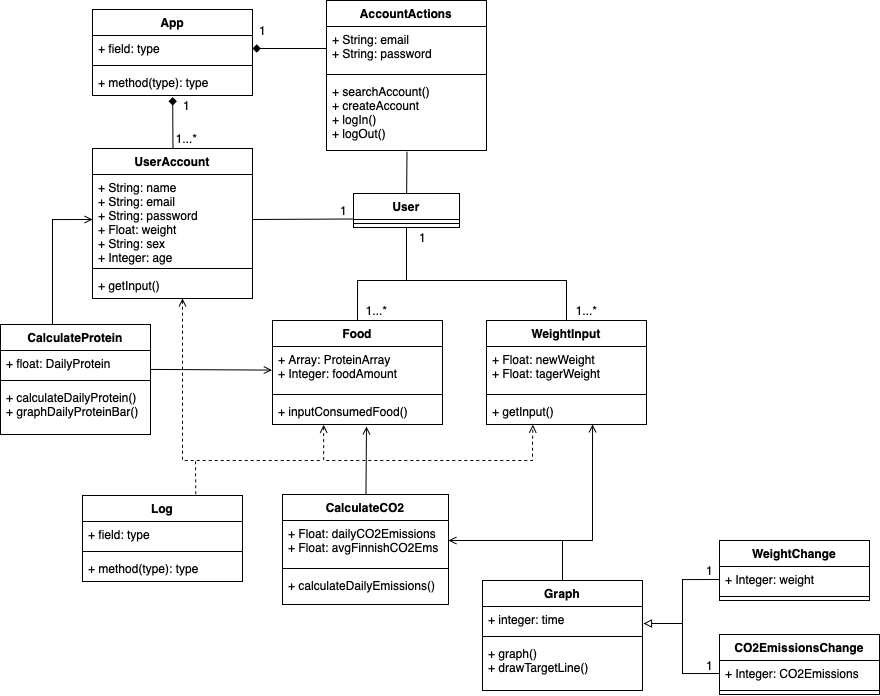 App
+ field: type
+ method(type): type
1
AccountActions
+ String: email
+ String: password
+ searchAccount()
+ createAccount
+ logIn()
+ logOut()
1
1...*
UserAccount
+ String: name
+ String: email
+ String: password
+ Float: weight
+ String: sex
+ Integer: age
+ getInput()
1
User
1
1...*
1...*
CalculateProtein
+ float: DailyProtein
+ calculateDailyProtein()
+ graphDailyProteinBar()
Food
+ Array: ProteinArray
+ Integer: foodAmount
+ inputConsumedFood()
WeightInput
+ Float: newWeight
+ Float: tagerWeight
+ getInput()
Log
+ field: type
+ method(type): type
CalculateCO2
+ Float: dailyCO2Emissions
+ Float: avgFinnishCO2Ems
+ calculateDailyEmissions()
Graph
+ integer: time
+ graph()
+ drawTargetLine()
1
WeightChange
+ Integer: weight
1
CO2EmissionsChange
+ Integer: CO2Emissions